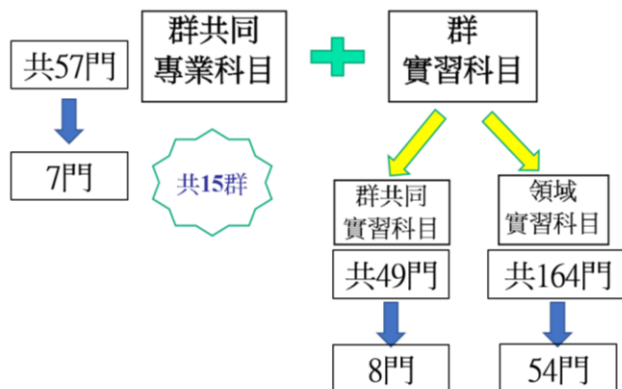 群共同
專業科目
群
實習科目
共57門
7門
共15群
群共同
實習科目
領域
實習科目
共49門
共164門
8門
54門